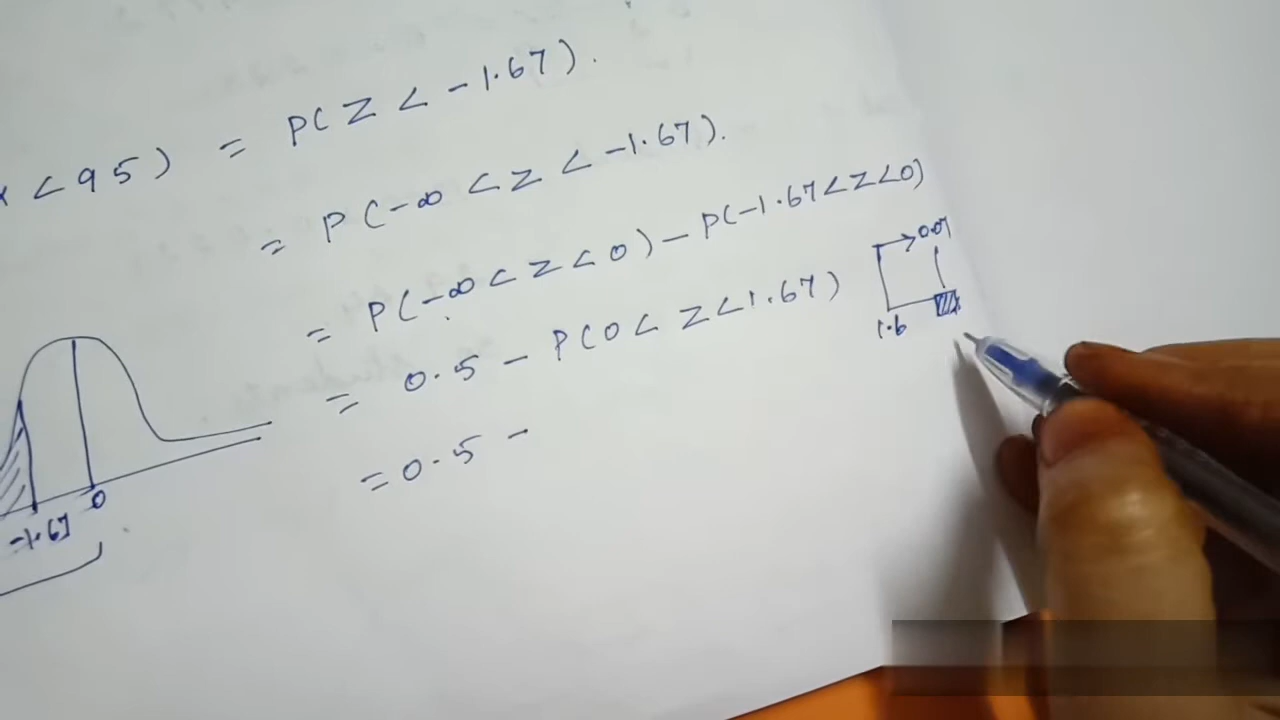 < 95) = P(Z < -1.67).
= P(-∞ < Z < -1.67).
= P(-∞ < Z < 0) - P(-1.67 < Z < 0)
= 0.5 - P(0 < Z < 1.67)
= 0.5 -
0.07
1.6
-1.67
0